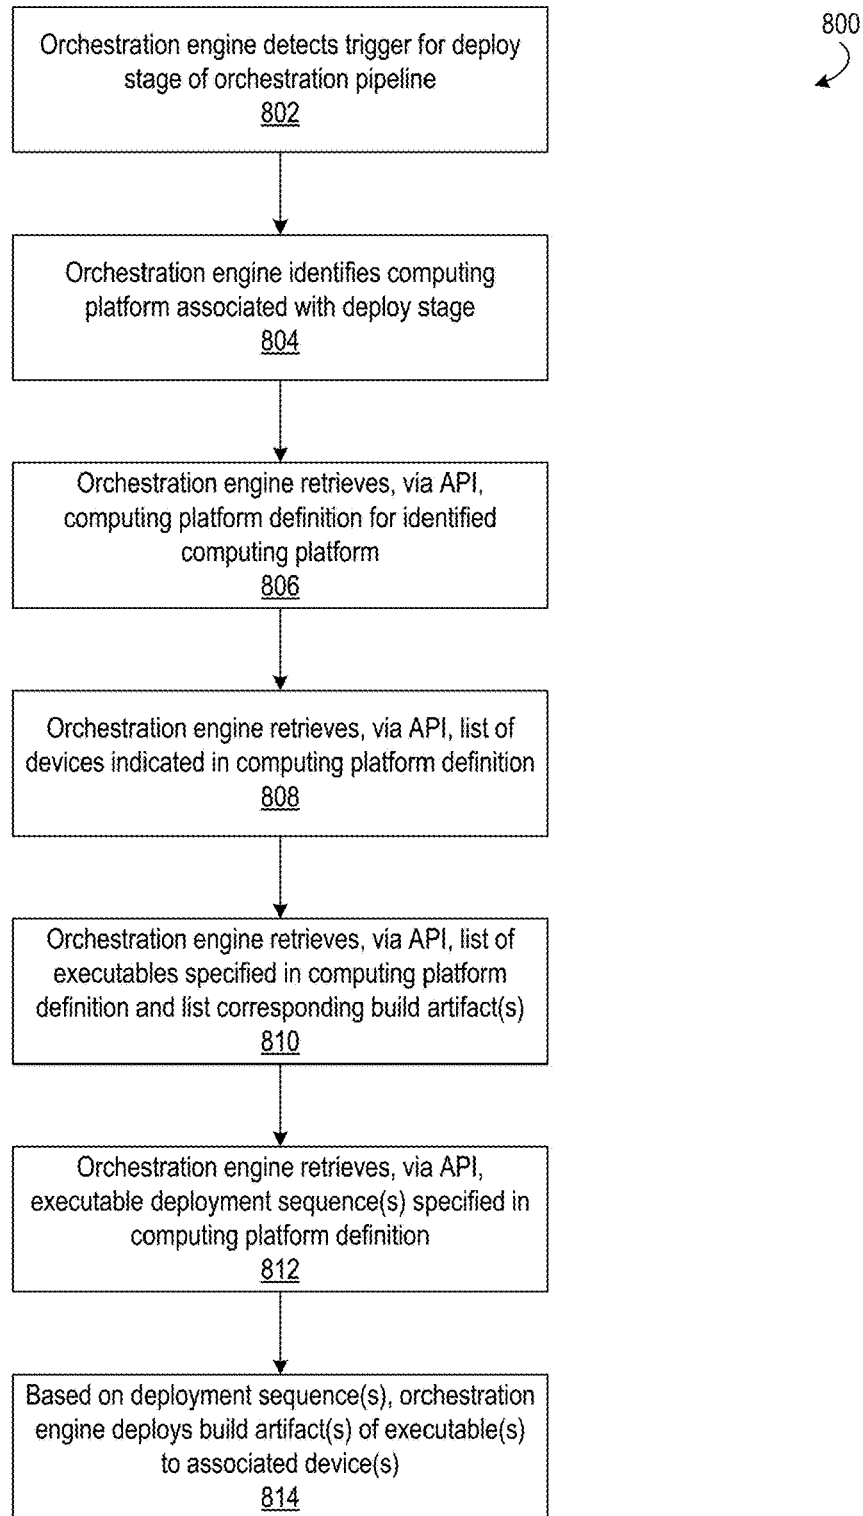 800
Orchestration engine detects trigger for deploy
stage of orchestration pipeline
802
Orchestration engine identifies computing
platform associated with deploy stage
804
Orchestration engine retrieves, via API,
computing platform definition for identified
computing platform
806
Orchestration engine retrieves, via API, list of
devices indicated in computing platform definition
808
Orchestration engine retrieves, via API, list of
executables specified in computing platform
definition and list corresponding build artifact(s)
810
Orchestration engine retrieves, via API,
executable deployment sequence(s) specified in
computing platform definition
812
Based on deployment sequence(s), orchestration
engine deploys build artifact(s) of executable(s)
to associated device(s)
814